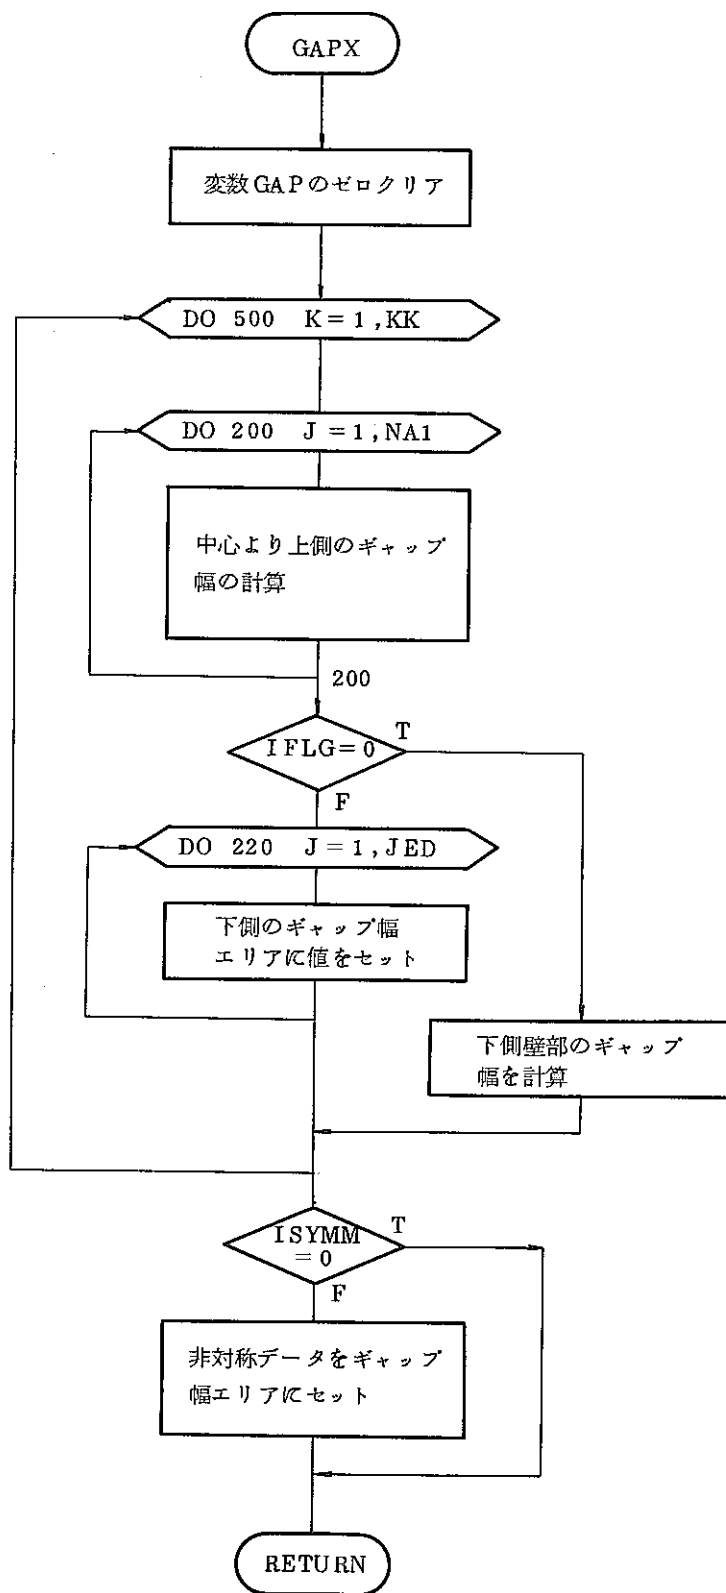 GAPX
変数GAPのゼロクリア
DO 500 K=1,KK
DO 200 J=1,NA1
中心より上側のギャップ
幅の計算
200
IFLG=0
T
F
DO 220 J=1,JED
下側のギャップ幅
エリアに値をセット
下側壁部のギャップ
幅を計算
ISYMM
=0
T
F
非対称データをギャップ
幅エリアにセット
RETURN